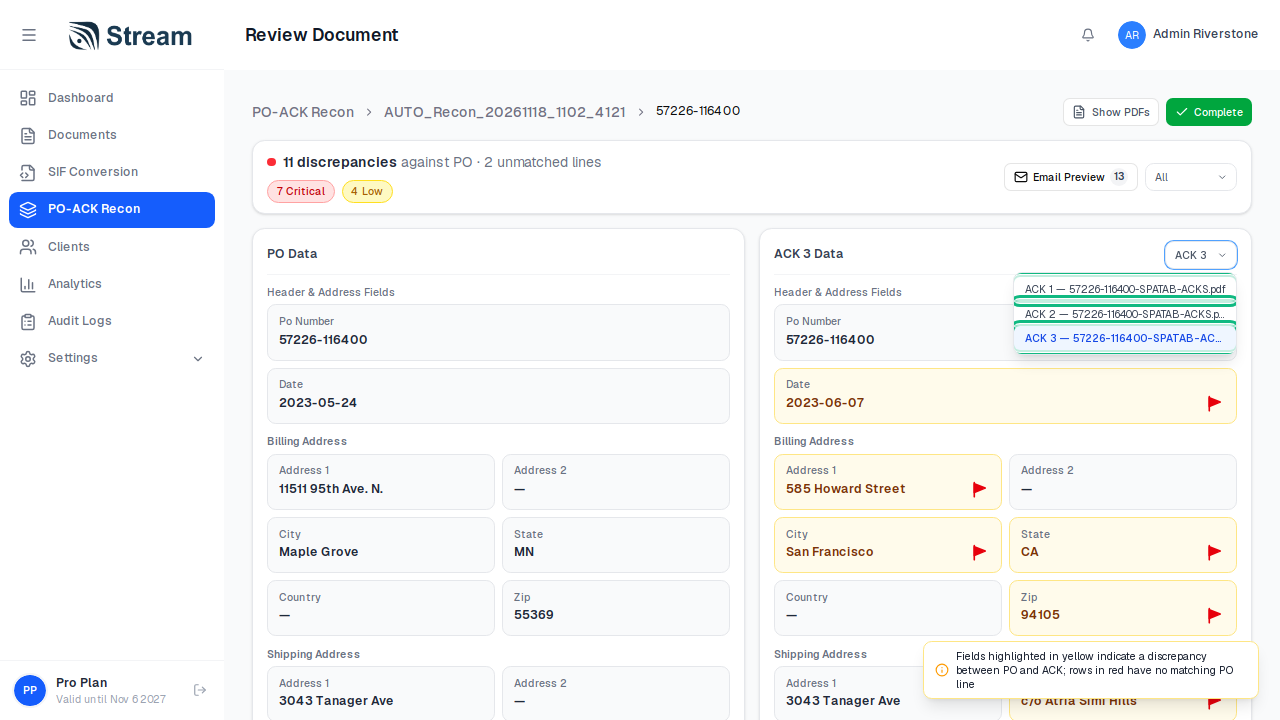 Stream
Review Document
AR
Admin Riverstone
Dashboard
Documents
SIF Conversion
PO-ACK Recon
Clients
Analytics
Audit Logs
Settings
PP
Pro Plan
Valid until Nov 6 2027
PO-ACK Recon
AUTO_Recon_20261118_1102_4121
57226-116400
Show PDFs
Complete
11 discrepancies against PO · 2 unmatched lines
7 Critical
4 Low
Email Preview 13
All
PO Data
Header & Address Fields
Po Number
57226-116400
Date
2023-05-24
Billing Address
Address 1
11511 95th Ave. N.
Address 2
—
City
Maple Grove
State
MN
Country
—
Zip
55369
Shipping Address
Address 1
3043 Tanager Ave
Address 2
—
ACK 3 Data
ACK 3
ACK 1 — 57226-116400-SPATAB-ACKS.pdf
ACK 2 — 57226-116400-SPATAB-ACKS.p...
ACK 3 — 57226-116400-SPATAB-AC...
Header & Address Fields
Po Number
57226-116400
Date
2023-06-07
Billing Address
Address 1
585 Howard Street
Address 2
—
City
San Francisco
State
CA
Country
—
Zip
94105
Shipping Address
Address 1
3043 Tanager Ave
c/o Atria Simi Hills
Fields highlighted in yellow indicate a discrepancy
between PO and ACK; rows in red have no matching PO
line